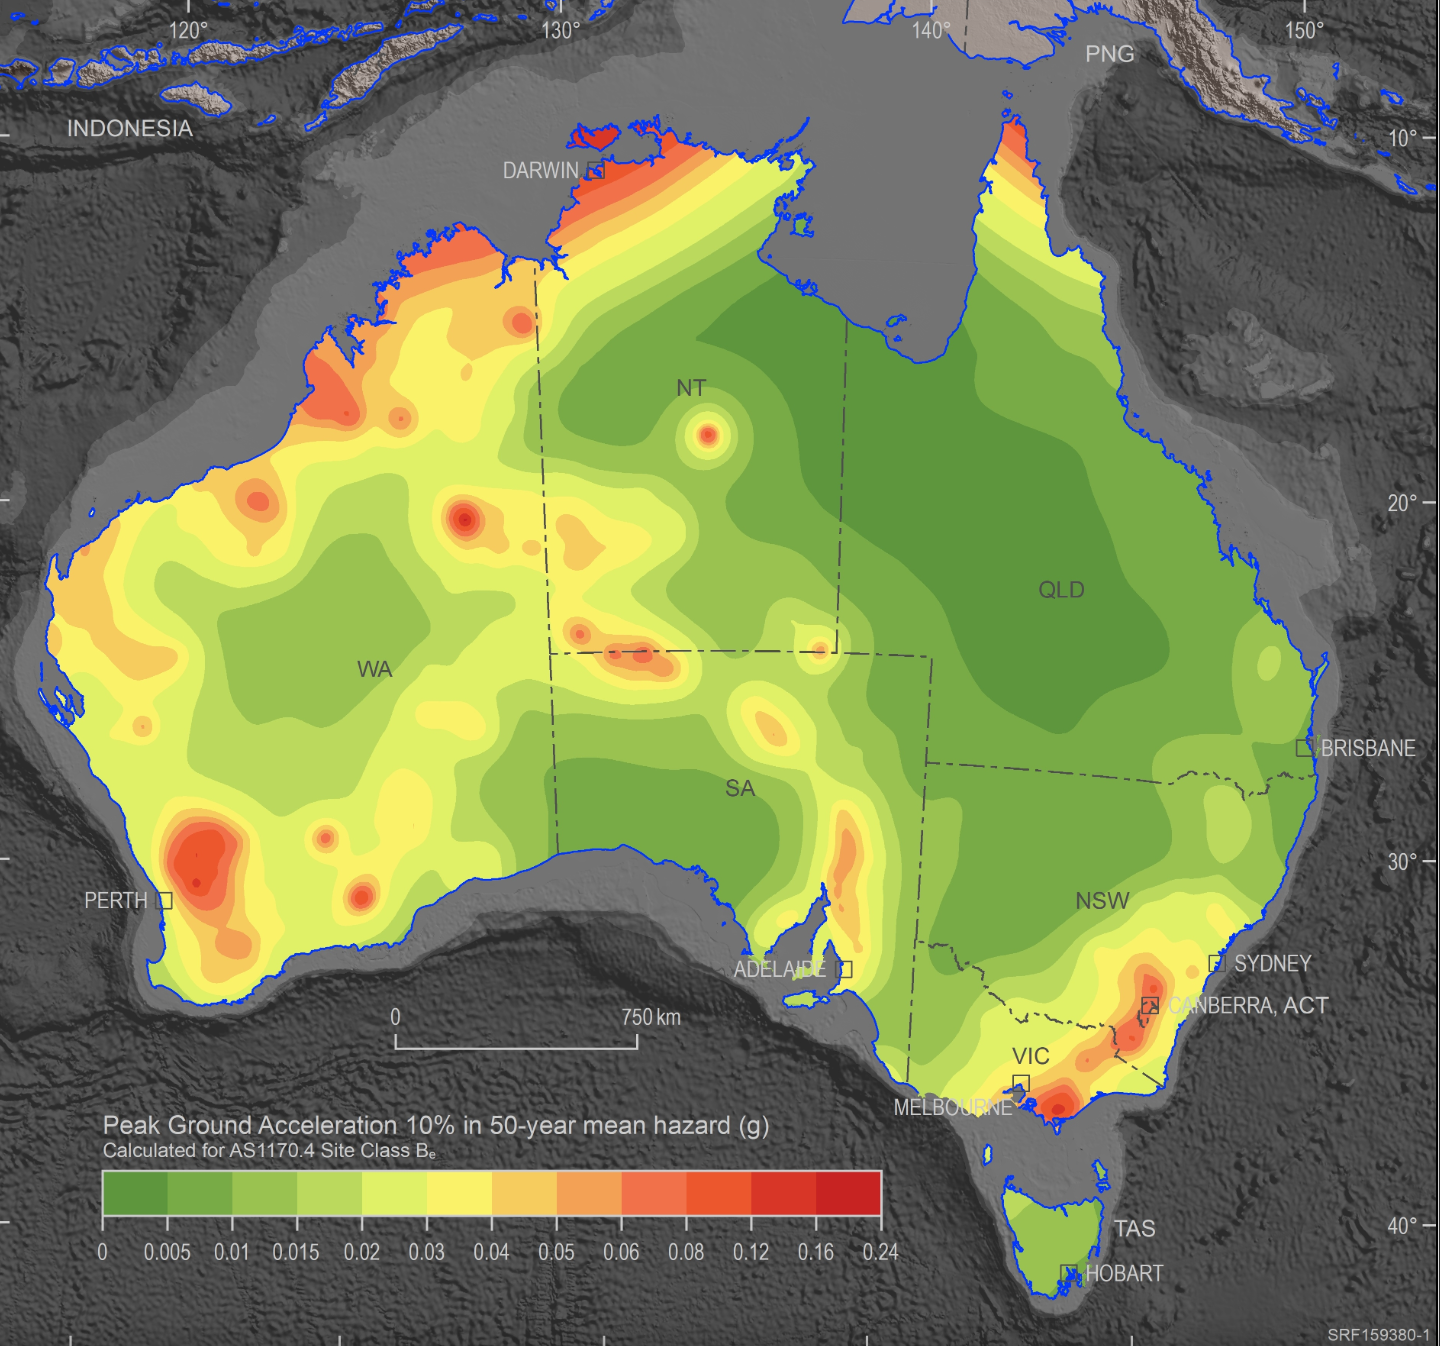 120°
130°
140°
150°
PNG
INDONESIA
10°
DARWIN
NT
20°
QLD
WA
BRISBANE
SA
30°
PERTH
NSW
ADELAIDE
SYDNEY
CANBERRA, ACT
0 750 km
VIC
MELBOURNE
Peak Ground Acceleration 10% in 50-year mean hazard (g)
Calculated for AS1170.4 Site Class Bₑ
0 0.005 0.01 0.015 0.02 0.03 0.04 0.05 0.06 0.08 0.12 0.16 0.24
40°
TAS
HOBART
SRF159380-1